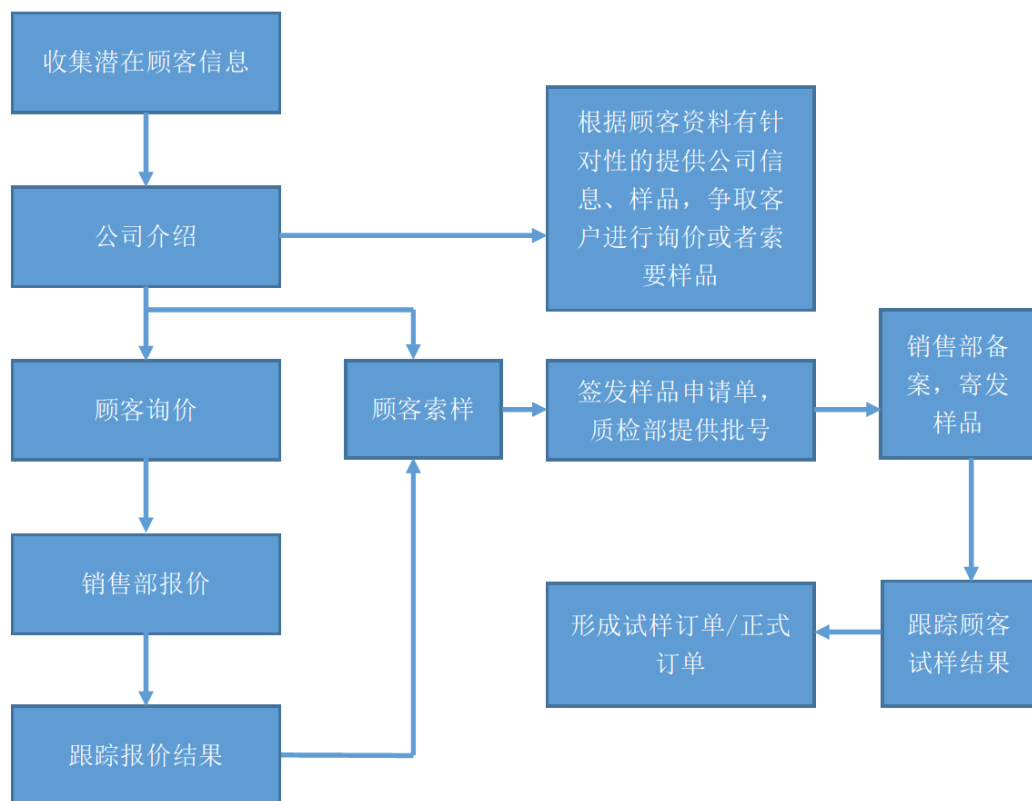 收集潜在顾客信息
根据顾客资料有针
对性的提供公司信
息、样品，争取客
户进行询价或者索
要样品
公司介绍
销售部备
案，寄发
样品
顾客询价
顾客索样
签发样品申请单，
质检部提供批号
销售部报价
形成试样订单/正式
订单
跟踪顾客
试样结果
跟踪报价结果